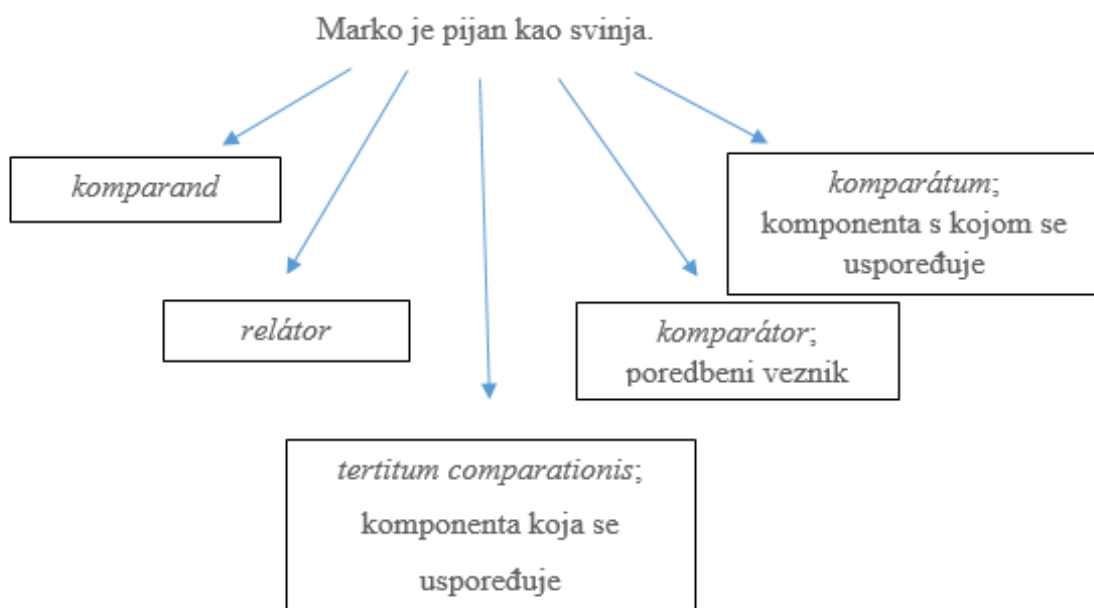 Marko je pijan kao svinja.
komparand
relátor
tertitum comparationis;
komponenta koja se
uspoređuje
komparátor;
poredbeni veznik
komparátum;
komponenta s kojom se
uspoređuje